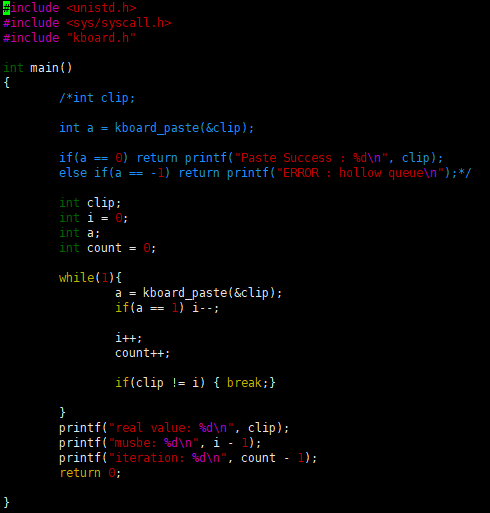 #include <unistd.h>
#include <sys/syscall.h>
#include "kboard.h"
int main()
{
/*int clip;
int a = kboard_paste(&clip);
if(a == 0) return printf("Paste Success : %d\n", clip);
else if(a == -1) return printf("ERROR : hollow queue\n");*/
int clip;
int i = 0;
int a;
int count = 0;
while(1){
a = kboard_paste(&clip);
if(a == 1) i--;
i++;
count++;
if(clip != i) { break;}
}
printf("real value: %d\n", clip);
printf("musbe: %d\n", i - 1);
printf("iteration: %d\n", count - 1);
return 0;
}